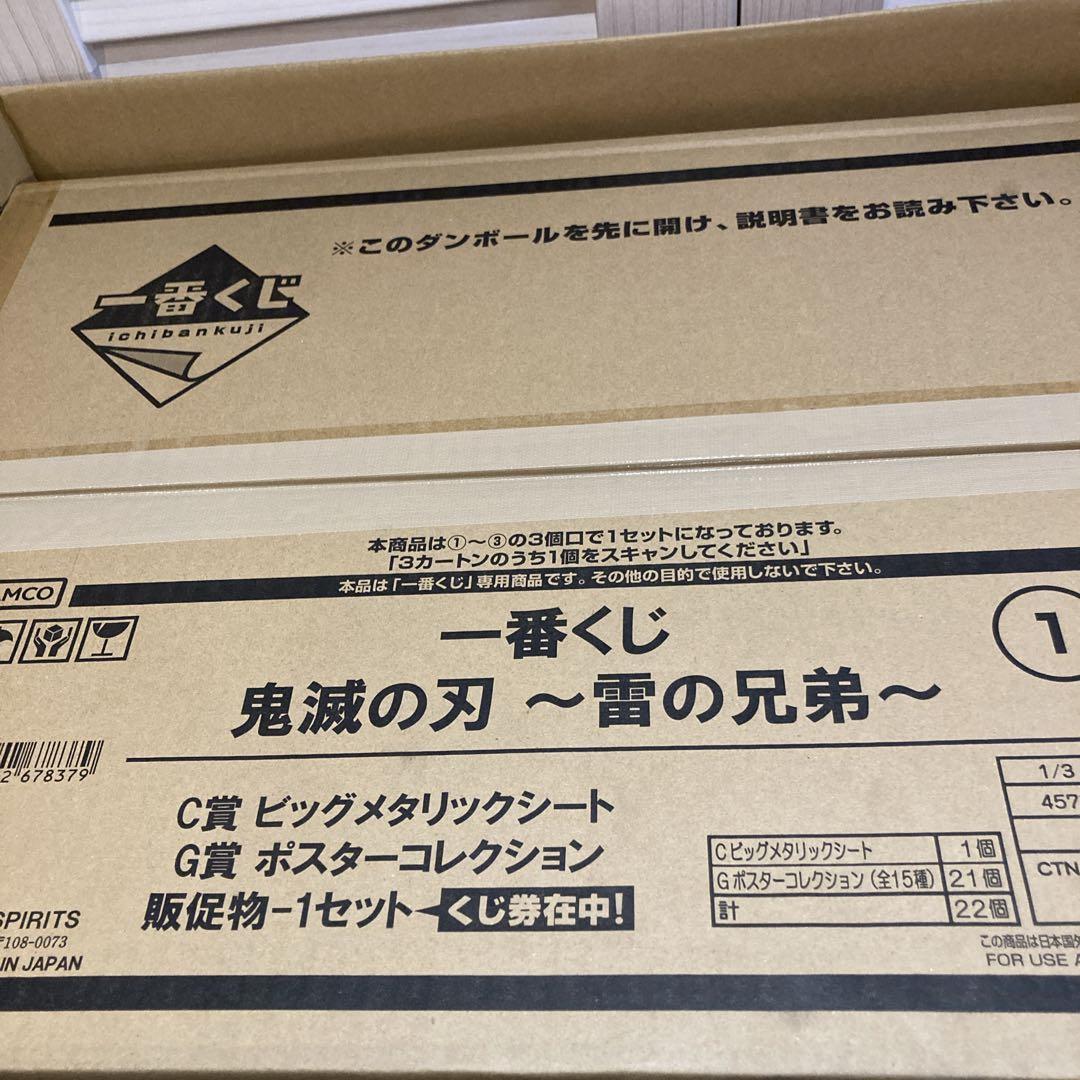 ※このダンボールを先に開け、説明書をお読み下さい。
一番くじ
ichibankuji
本商品は①〜③の3個口で1セットになっております。
「3カートンのうち1個をスキャンしてください」
本品は「一番くじ」専用商品です。その他の目的で使用しないで下さい。
AMCO
一番くじ
1
鬼滅の刃 〜雷の兄弟〜
2 678379
1/3
457
C賞 ビッグメタリックシート
G賞 ポスターコレクション
販促物-1セット くじ券在中!
Cビッグメタリックシート 1個
Gポスターコレクション(全15種) 21個
計 22個
CTN
SPIRITS
〒108-0073
IN JAPAN
この商品は日本国外
FOR USE A